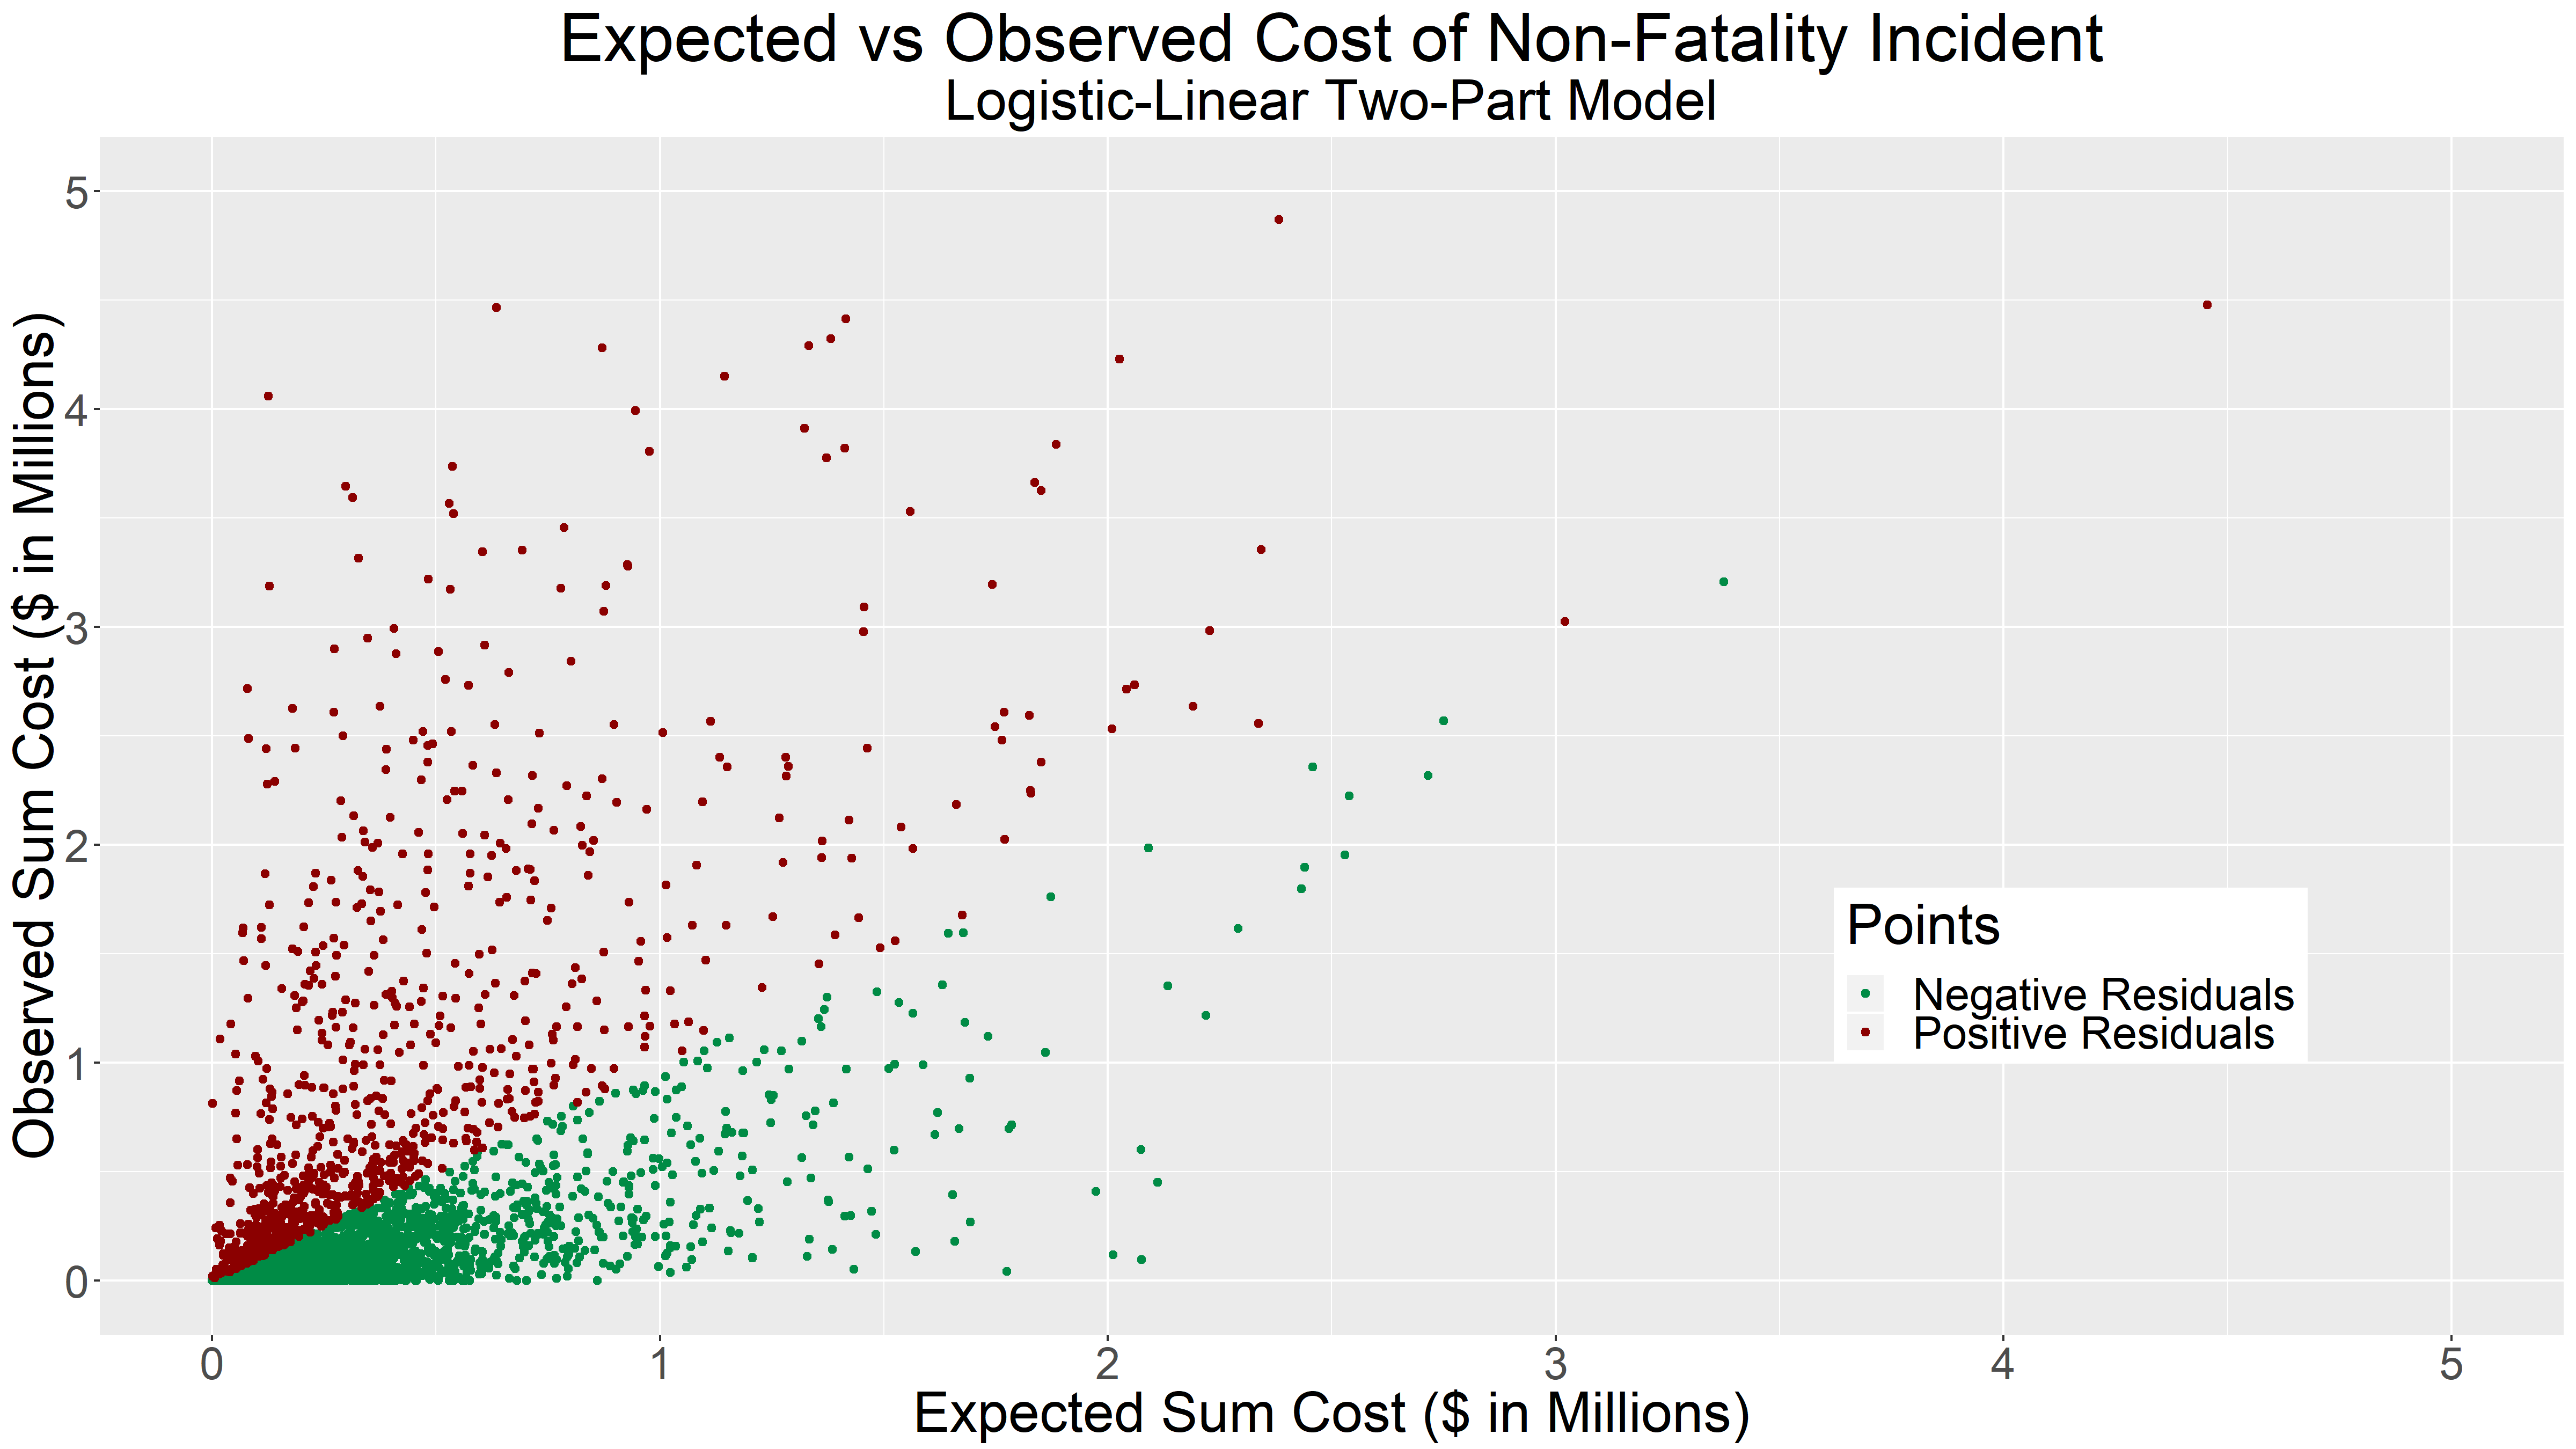 Expected vs Observed Cost of Non-Fatality Incident
Logistic-Linear Two-Part Model
Observed Sum Cost ($ in Millions)
5
4
3
2
1
0
Points
Negative Residuals
Positive Residuals
0 1 2 3 4 5
Expected Sum Cost ($ in Millions)